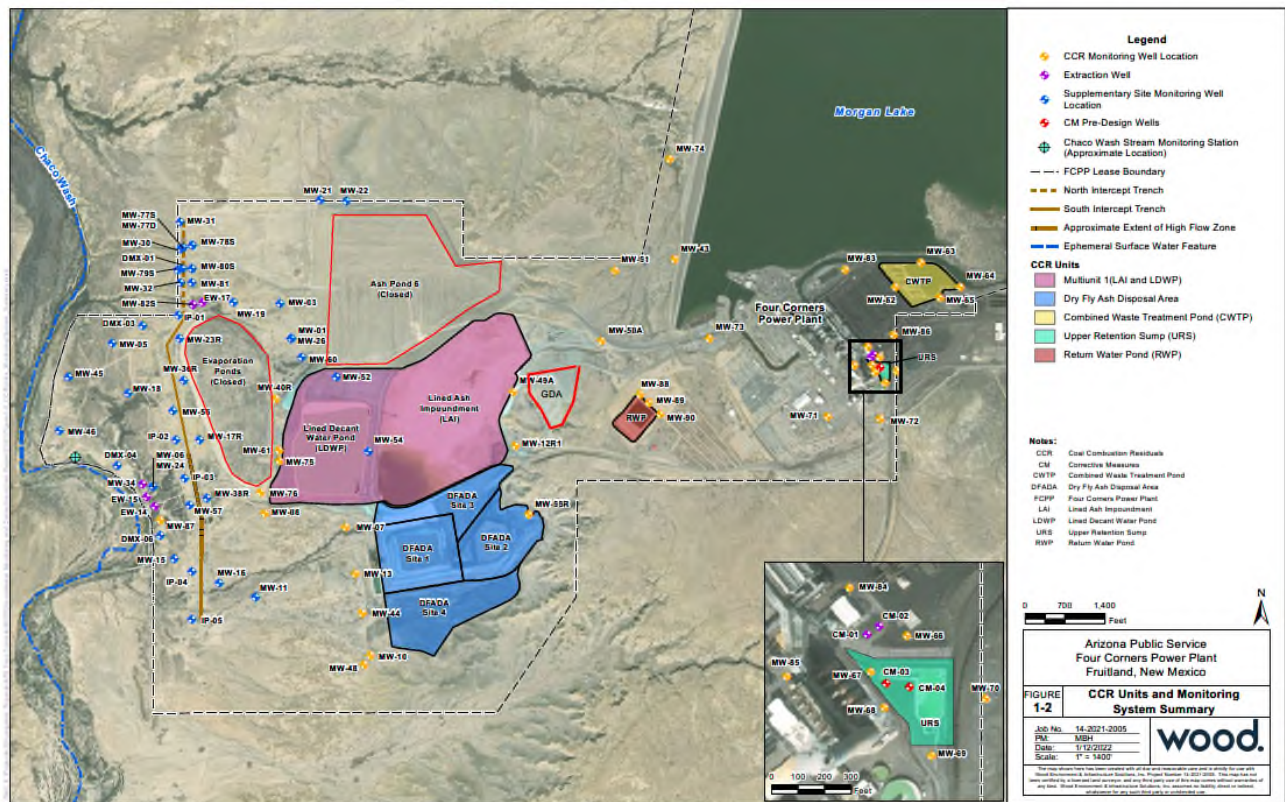 Morgan Lake
Chaco Wash
MW-74
MW-21
MW-22
MW-77S
MW-77D
MW-31
MW-30
MW-78S
DMX-01
MW-79S
MW-80S
MW-32
MW-81
MW-82S
EW-17
MW-19
MW-63
IP-01
DMX-03
MW-05
MW-23R
MW-01
MW-26
MW-60
Ash Pond 6
(Closed)
MW-51
MW-43
MW-83
MW-63
MW-64
CWTP
MW-62
MW-65
Four Corners
Power Plant
MW-50A
MW-73
MW-86
URS
Evaporation
Ponds
(Closed)
MW-36R
MW-45
MW-18
MW-55
MW-40R
MW-52
Lined Ash
Impoundment
(LAI)
MW-49A
GDA
MW-88
MW-89
RWP
MW-90
MW-71
MW-72
Lined Decant
Water Pond
(LDWP)
MW-54
MW-12R1
MW-46
IP-02
MW-17R
MW-61
MW-75
DMX-04
MW-06
MW-24
IP-03
MW-34
EW-15
MW-38R
MW-76
EW-14
MW-57
MW-87
DMX-06
MW-07
DFADA
Site 3
DFADA
Site 1
DFADA
Site 2
DFADA
Site 4
MW-15
IP-04
MW-16
MW-11
MW-13
MW-44
IP-05
MW-10
MW-48
MW-84
CM-02
CM-01
MW-66
MW-85
MW-67
CM-03
CM-04
MW-70
MW-68
URS
MW-69
0 100 200 300
Feet
Legend
CCR Monitoring Well Location
Extraction Well
Supplementary Site Monitoring Well
Location
CM Pre-Design Wells
Chaco Wash Stream Monitoring Station
(Approximate Location)
FCPP Lease Boundary
North Intercept Trench
South Intercept Trench
Approximate Extent of High Flow Zone
Ephemeral Surface Water Feature
CCR Units
Multiunit 1(LAI and LDWP)
Dry Fly Ash Disposal Area
Combined Waste Treatment Pond (CWTP)
Upper Retention Sump (URS)
Return Water Pond (RWP)
Notes:
CCR Coal Combustion Residuals
CM Corrective Measures
CWTP Combined Waste Treatment Pond
DFADA Dry Fly Ash Disposal Area
FCPP Four Corners Power Plant
LAI Lined Ash Impoundment
LDWP Lined Decant Water Pond
URS Upper Retention Sump
RWP Return Water Pond
0 700 1,400
Feet
N
Arizona Public Service
Four Corners Power Plant
Fruitland, New Mexico
FIGURE
1-2
CCR Units and Monitoring
System Summary
Job No. 14-2021-2005
PM: MBH
Date: 1/12/2022
Scale: 1" = 1400'
wood.